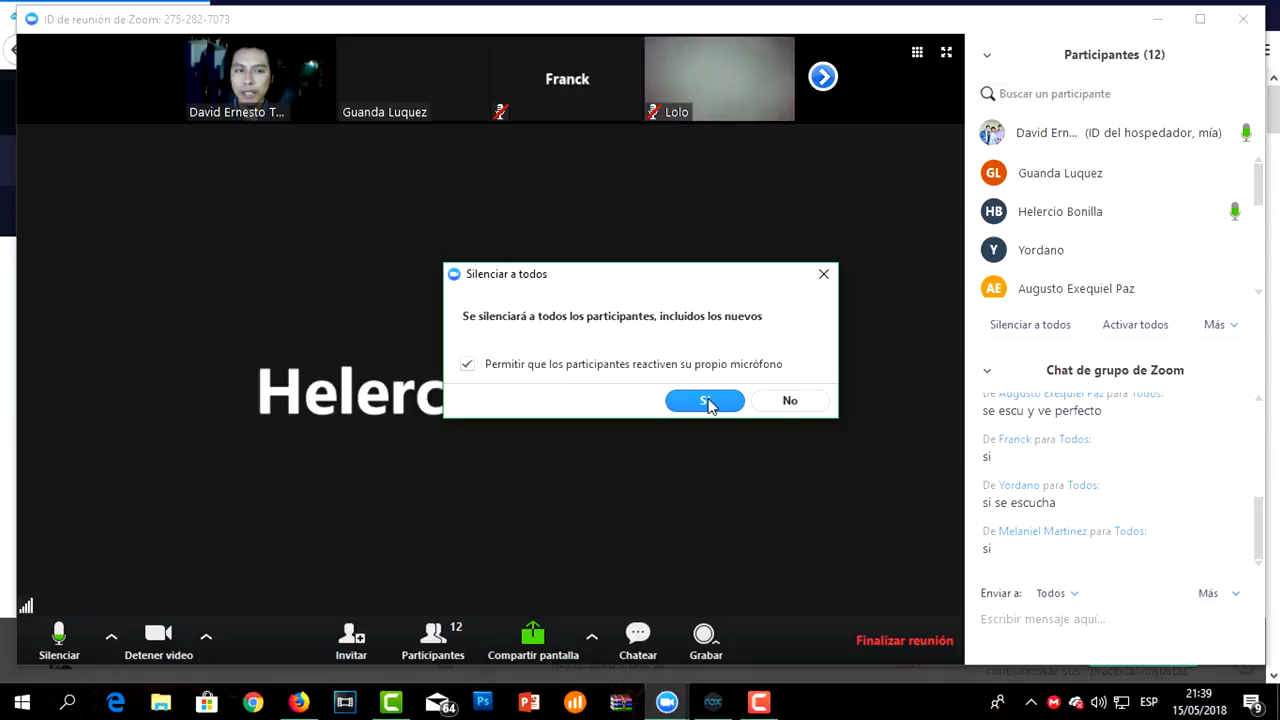 ID de reunión de Zoom: 275-282-7073
David Ernesto T...
Guanda Luquez
Franck
Lolo
Participantes (12)
Buscar un participante
David Ern... (ID del hospedador, mía)
GL Guanda Luquez
HB Helercio Bonilla
Y Yordano
AE Augusto Exequiel Paz
Silenciar a todos Activar todos Más
Silenciar a todos
Se silenciará a todos los participantes, incluidos los nuevos
Permitir que los participantes reactiven su propio micrófono
No
Helerc
Chat de grupo de Zoom
De Augusto Exequiel Paz para Todos:
se escu y ve perfecto
De Franck para Todos:
si
De Yordano para Todos:
si se escucha
De Melaniel Martinez para Todos:
si
Enviar a: Todos Más
Escribir mensaje aquí...
Silenciar
Detener video
Invitar
12
Participantes
Compartir pantalla
Chatear
Grabar
Finalizar reunión
64
ESP
21:39
15/05/2018
9